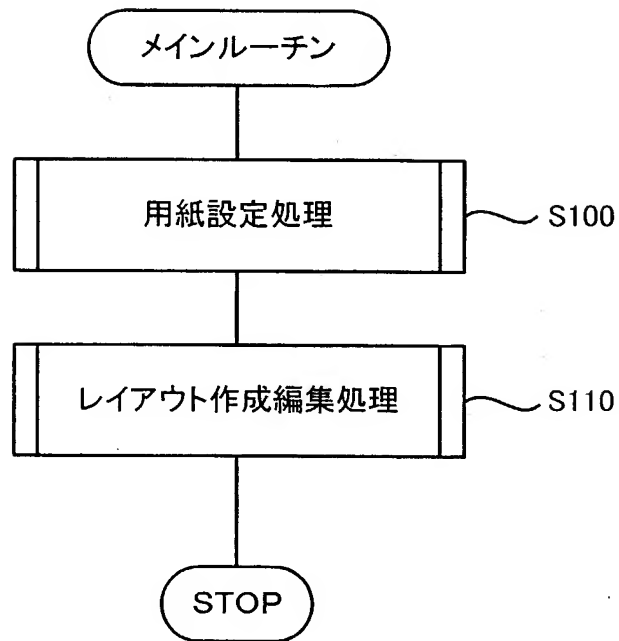 メインルーチン
用紙設定処理
S100
レイアウト作成編集処理
S110
STOP